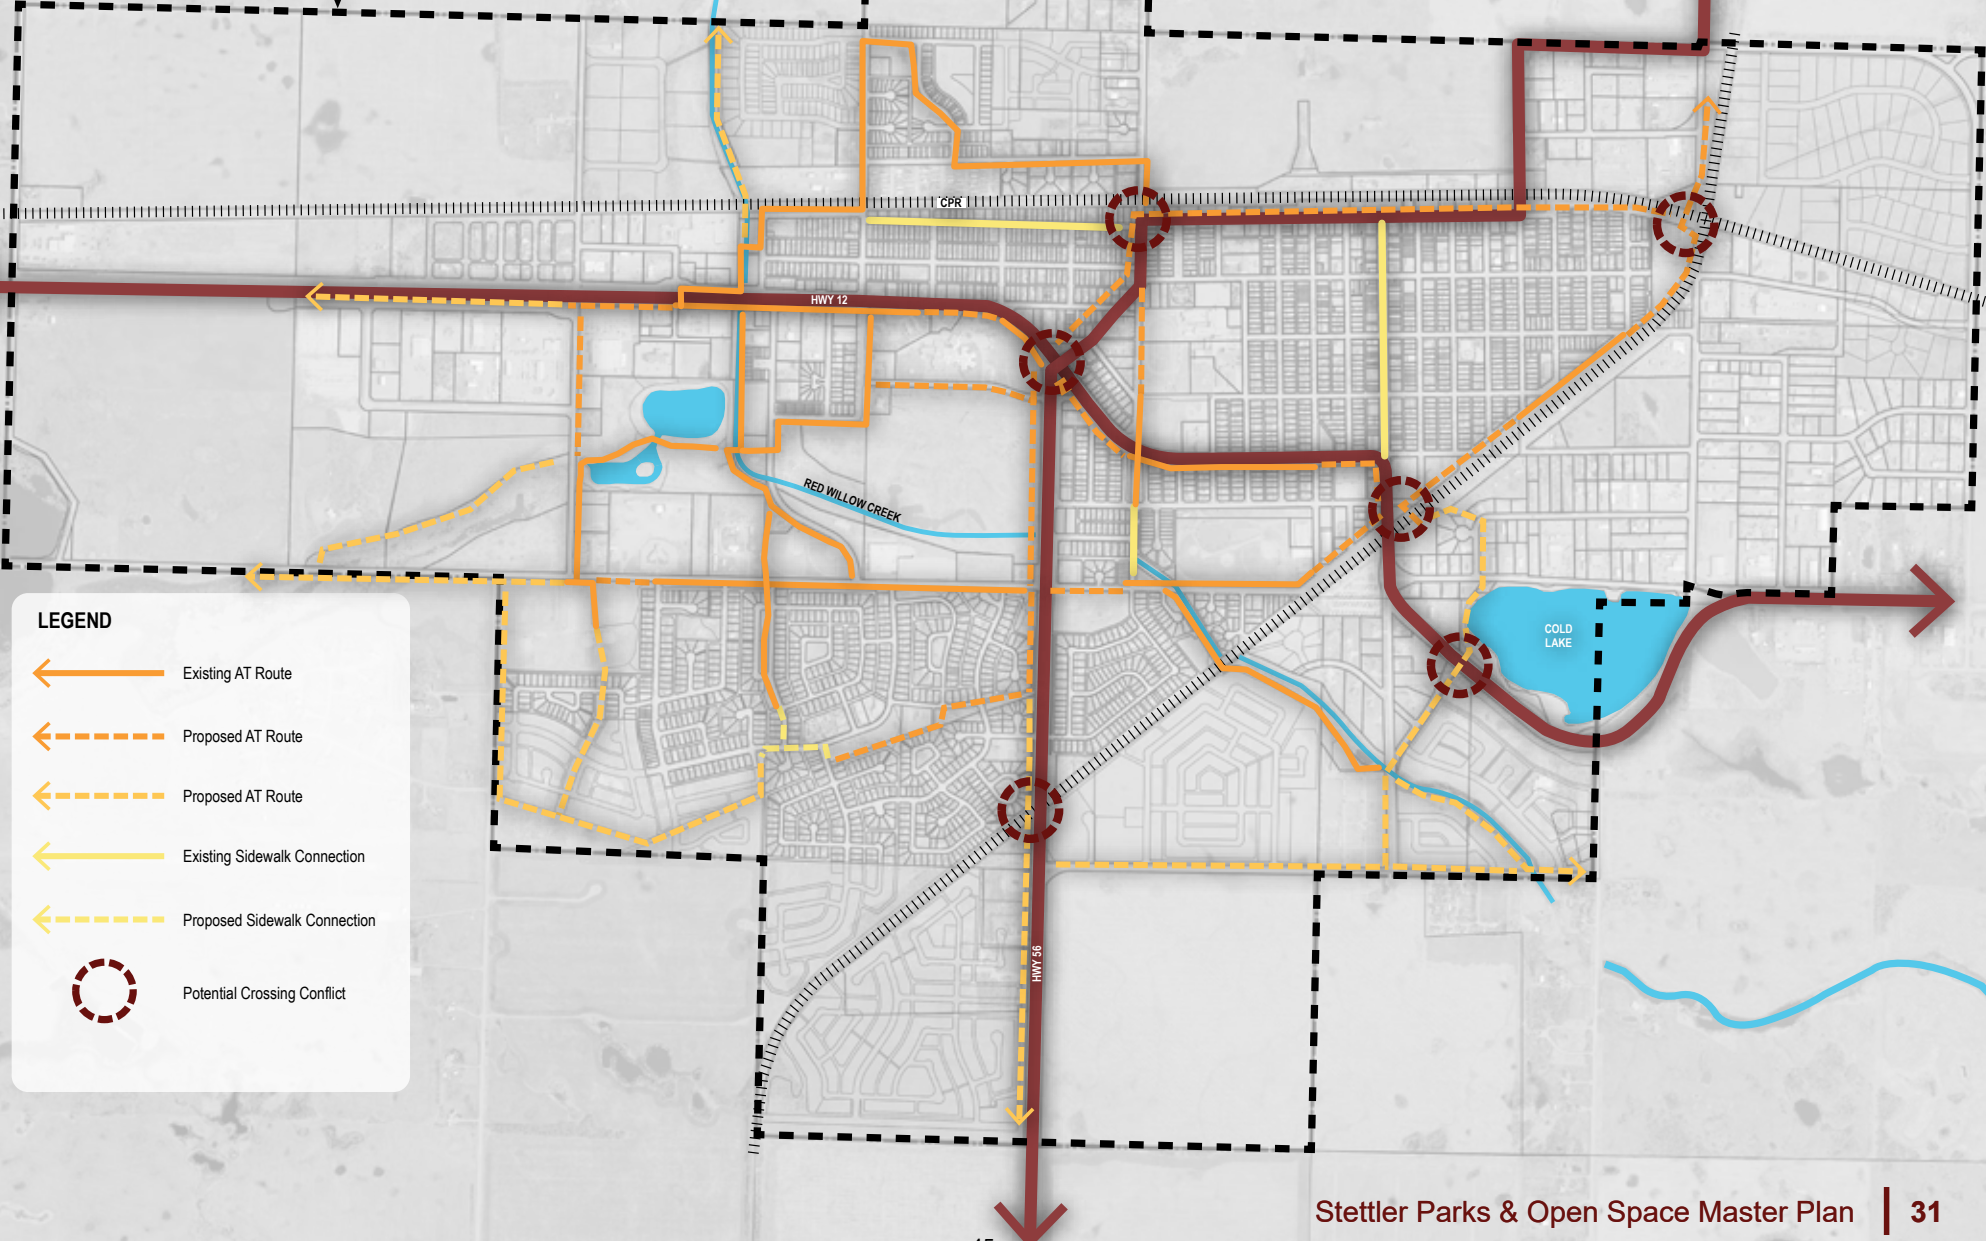 CPR
HWY 12
RED WILLOW CREEK
COLD
LAKE
LEGEND
Existing AT Route
Proposed AT Route
Proposed AT Route
Existing Sidewalk Connection
Proposed Sidewalk Connection
Potential Crossing Conflict
HWY 56
Stettler Parks & Open Space Master Plan | 31